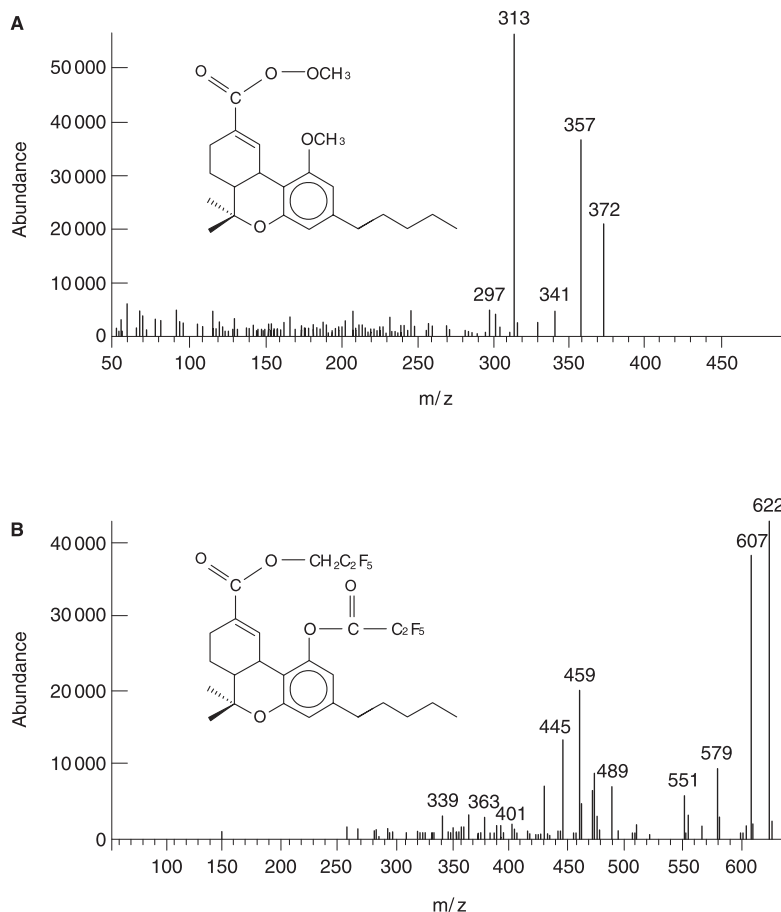 A
313
50 000
O
O
OCH3
C
40 000
357
OCH3
30 000
Abundance
372
20 000
O
10 000
297
341
0
50 100 150 200 250 300 350 400 450
m/z
B
622
607
40 000
O
O
CH2C2F5
C
O
30 000
O
C
C2F5
Abundance
20 000
459
O
445
10 000
579
489
551
339
363
401
0
100 150 200 250 300 350 400 450 500 550 600
m/z